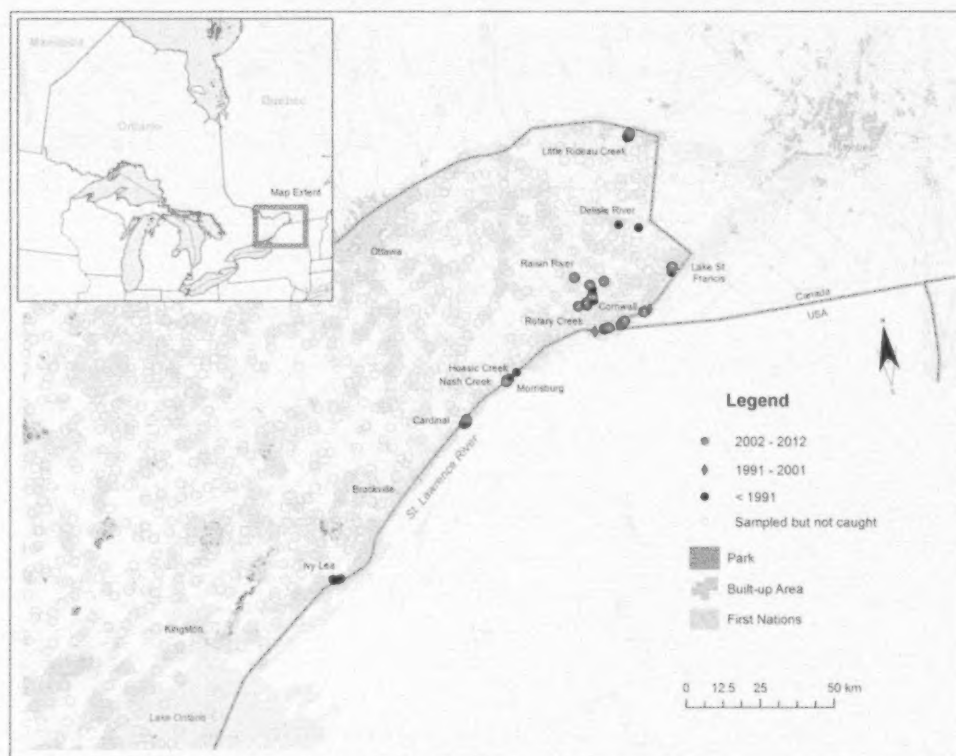 Manitoba
Ontario
Quebec
Map Extent
Little Rideau Creek
Delisle River
Ottawa
Raisin River
Lake St.
Francis
Cornwall
Canada
USA
Rotary Creek
Hoasic Creek
Nash Creek
Morrisburg
Cardinal
St. Lawrence River
Brockville
Ivy Lea
Kingston
Lake Ontario
Legend
2002 - 2012
1991 - 2001
< 1991
Sampled but not caught
Park
Built-up Area
First Nations
0 12.5 25 50 km